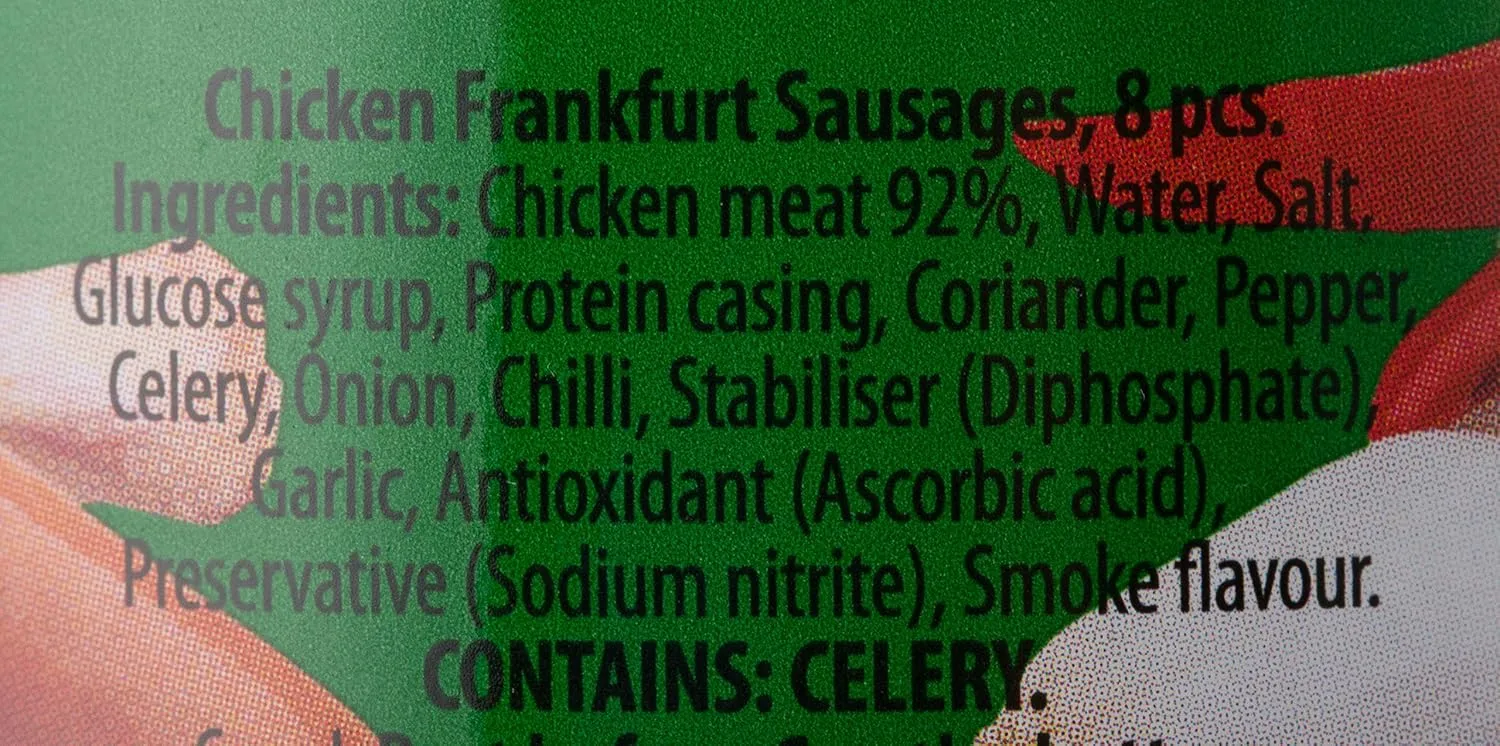 Chicken Frankfurt Sausages, 8 pcs.
Ingredients: Chicken meat 92%, Water, Salt,
Glucose syrup, Protein casing, Coriander, Pepper,
Celery, Onion, Chilli, Stabiliser (Diphosphate),
Garlic, Antioxidant (Ascorbic acid),
Preservative (Sodium nitrite), Smoke flavour.
CONTAINS: CELERY.